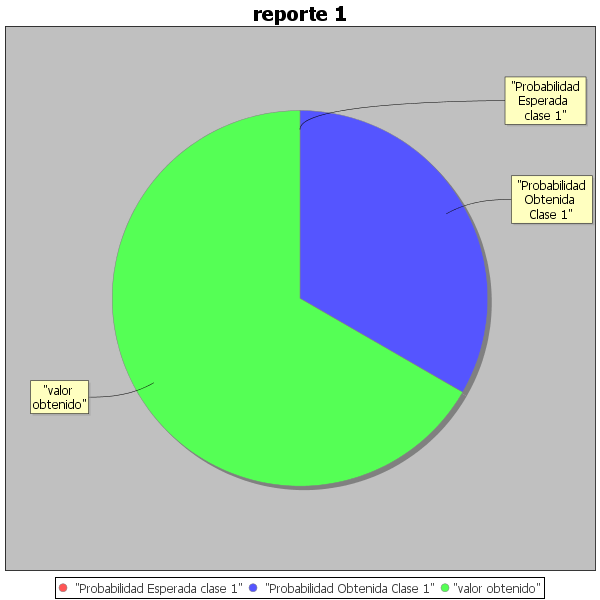 reporte 1
"Probabilidad
Esperada
clase 1"
"Probabilidad
Obtenida
Clase 1"
"valor
obtenido"
"Probabilidad Esperada clase 1" "Probabilidad Obtenida Clase 1" "valor obtenido"